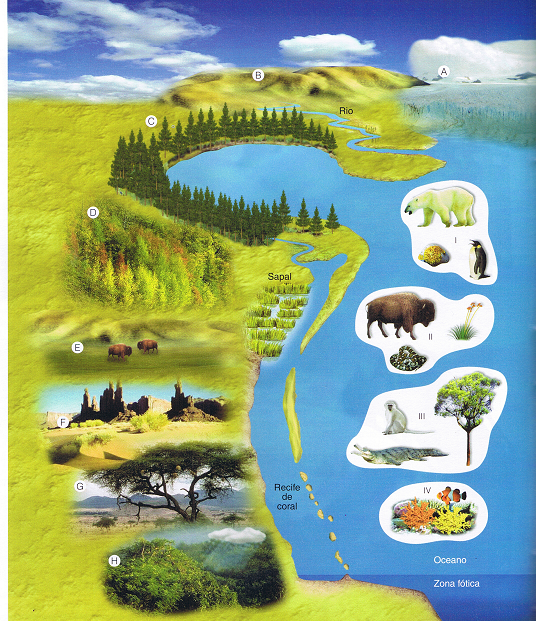 A
B
Rio
C
D
I
Sapal
II
E
III
F
G
Recife
de
coral
IV
H
Oceano
Zona fótica